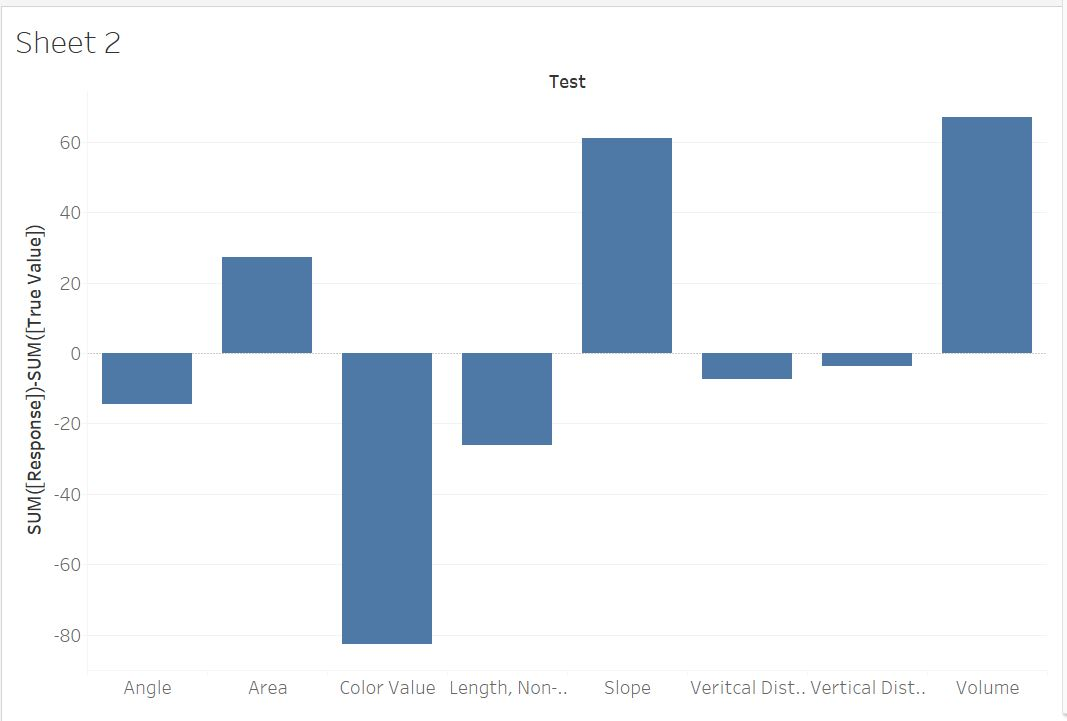 Sheet 2
Test
60
40
20
0
-20
-40
-60
-80
SUM([Response])-SUM([True Value])
Angle Area Color Value Length, Non-.. Slope Veritcal Dist.. Vertical Dist.. Volume